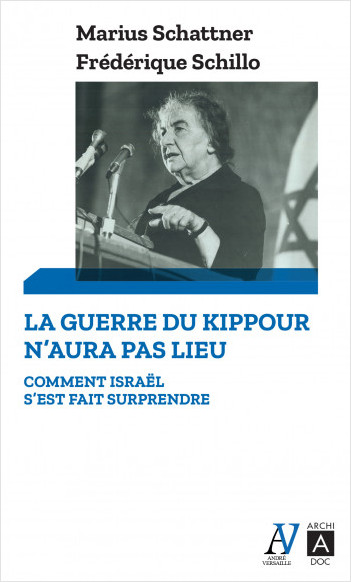 Marius Schattner
Frédérique Schillo
LA GUERRE DU KIPPOUR
N’AURA PAS LIEU
COMMENT ISRAËL
S’EST FAIT SURPRENDRE
AV
ANDRÉ
VERSAILLE
ARCHI
A
DOC